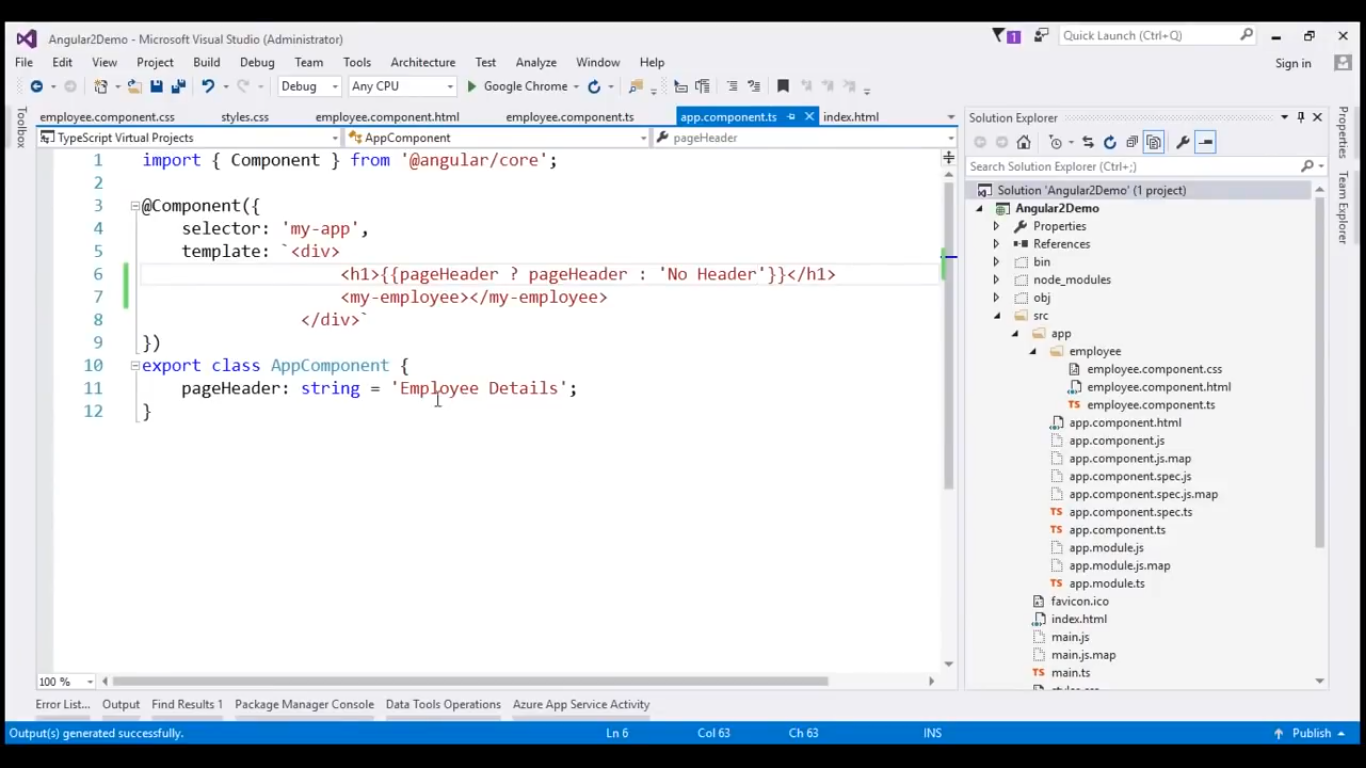 Angular2Demo - Microsoft Visual Studio (Administrator)
1
Quick Launch (Ctrl+Q)
File Edit View Project Build Debug Team Tools Architecture Test Analyze Window Help
Sign in
Debug Any CPU Google Chrome
Toolbox
employee.component.css styles.css employee.component.html employee.component.ts app.component.ts index.html
TypeScript Virtual Projects AppComponent pageHeader
1 import { Component } from '@angular/core';
2
3 @Component({
4 selector: 'my-app',
5 template: `<div>
6 <h1>{{pageHeader ? pageHeader : 'No Header'}}</h1>
7 <my-employee></my-employee>
8 </div>`
9 })
10 export class AppComponent {
11 pageHeader: string = 'Employee Details';
12 }
100 %
Solution Explorer
Search Solution Explorer (Ctrl+;)
Solution 'Angular2Demo' (1 project)
Angular2Demo
Properties
References
bin
node_modules
obj
src
app
employee
employee.component.css
employee.component.html
employee.component.ts
app.component.html
app.component.js
app.component.js.map
app.component.spec.js
app.component.spec.js.map
app.component.spec.ts
app.component.ts
app.module.js
app.module.js.map
app.module.ts
favicon.ico
index.html
main.js
main.js.map
main.ts
Properties
Team Explorer
Error List... Output Find Results 1 Package Manager Console Data Tools Operations Azure App Service Activity
Output(s) generated successfully. Ln 6 Col 63 Ch 63 INS Publish